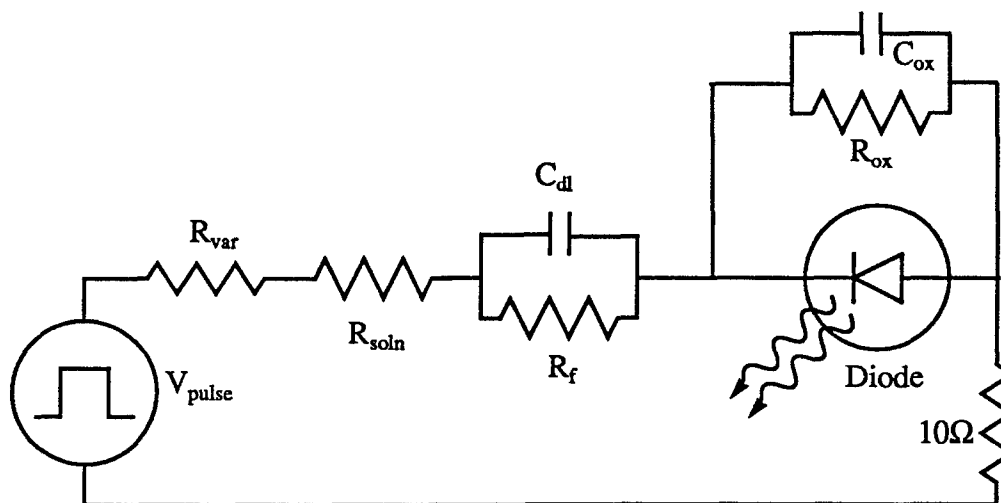 C_ox
R_ox
C_dl
R_var
R_soln
R_f
V_pulse
Diode
10Ω